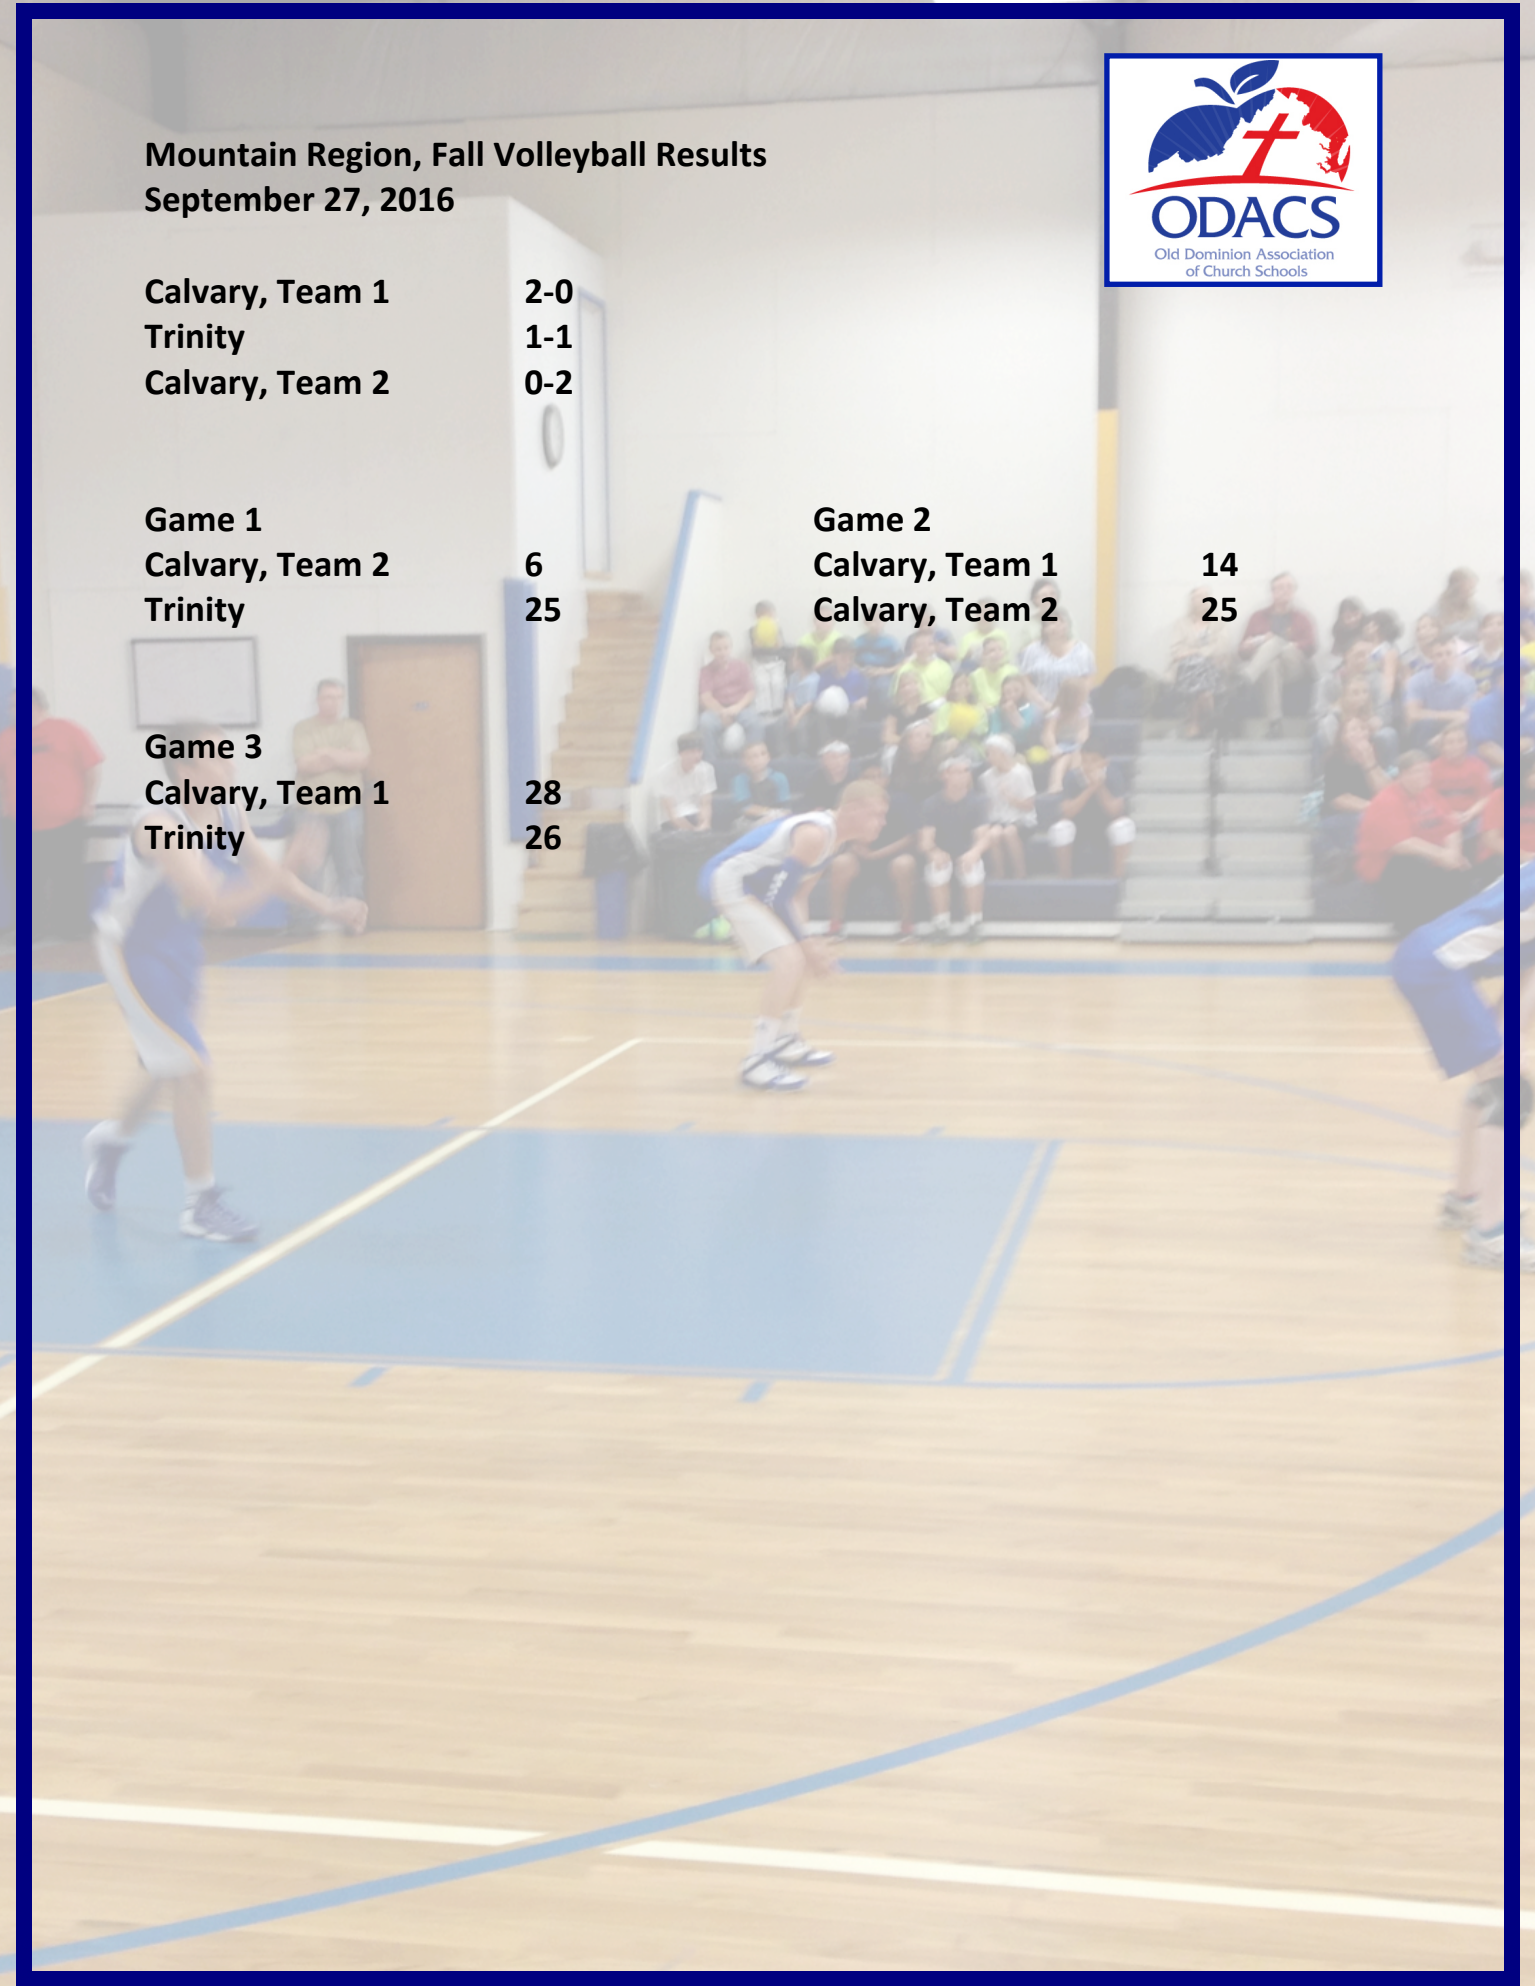 Mountain Region, Fall Volleyball Results
September 27, 2016
ODACS
Old Dominion Association
of Church Schools
Calvary, Team 1 2-0
Trinity 1-1
Calvary, Team 2 0-2
Game 1
Calvary, Team 2 6
Trinity 25
Game 2
Calvary, Team 1 14
Calvary, Team 2 25
Game 3
Calvary, Team 1 28
Trinity 26